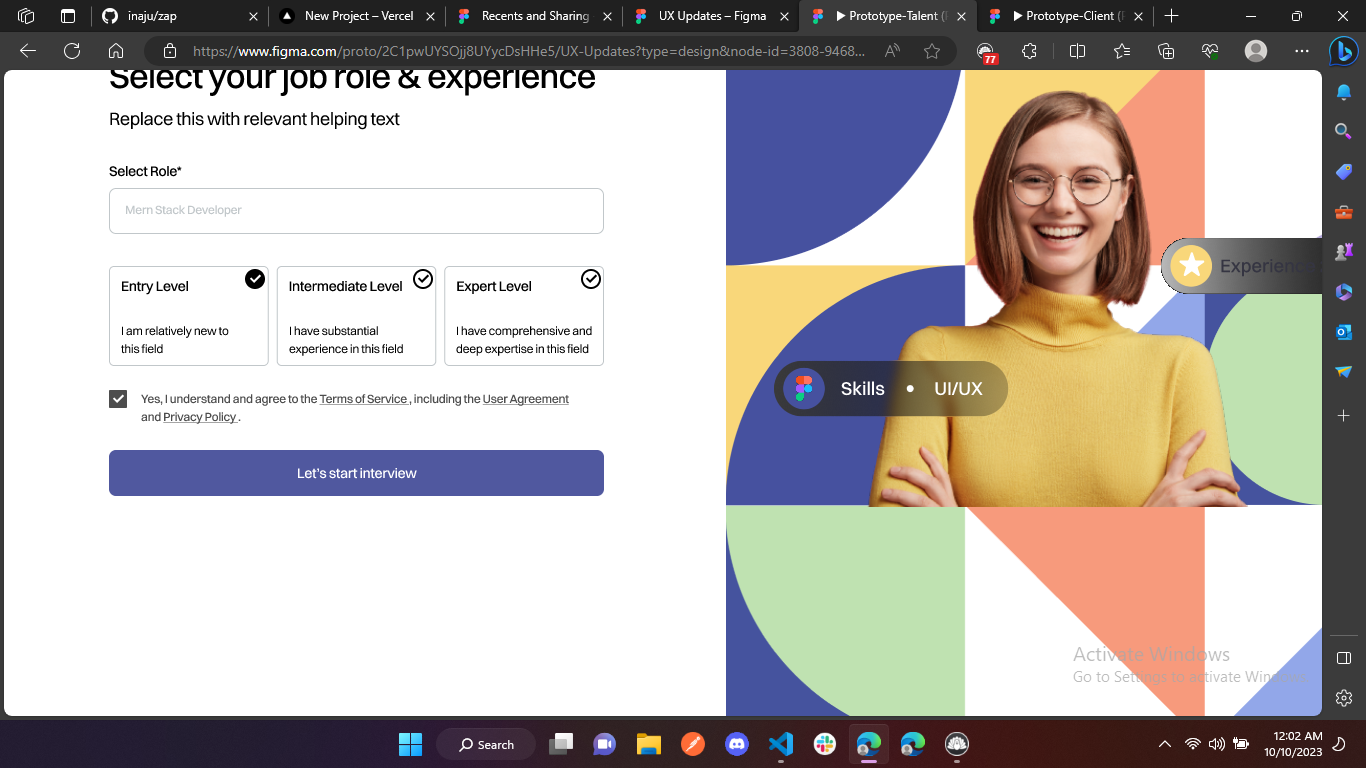 inaju/zap
New Project – Vercel
Recents and Sharing
UX Updates – Figma
Prototype-Talent (
Prototype-Client (
https://www.figma.com/proto/2C1pwUYSOjj8UYycDsHHe5/UX-Updates?type=design&node-id=3808-9468...
77
Select your job role & experience
Replace this with relevant helping text
Select Role*
Mern Stack Developer
Entry Level
I am relatively new to
this field
Intermediate Level
I have substantial
experience in this field
Expert Level
I have comprehensive and
deep expertise in this field
Yes, I understand and agree to the Terms of Service , including the User Agreement
and Privacy Policy .
Let's start interview
Experienc
Skills • UI/UX
Activate Windows
Go to Settings to activate Windows.
Search
12:02 AM
10/10/2023